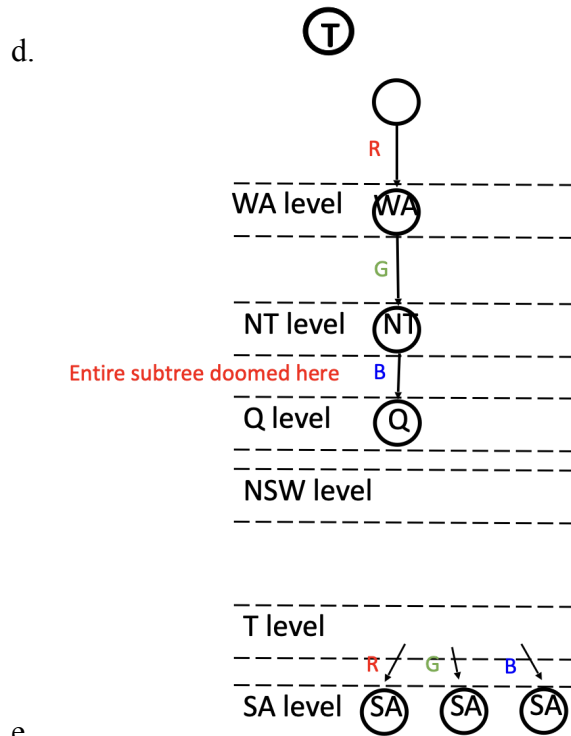 d.
T
R
WA level
WA
G
NT level
NT
Entire subtree doomed here
B
Q level
Q
NSW level
T level
R
G
B
SA level
SA
SA
SA
e